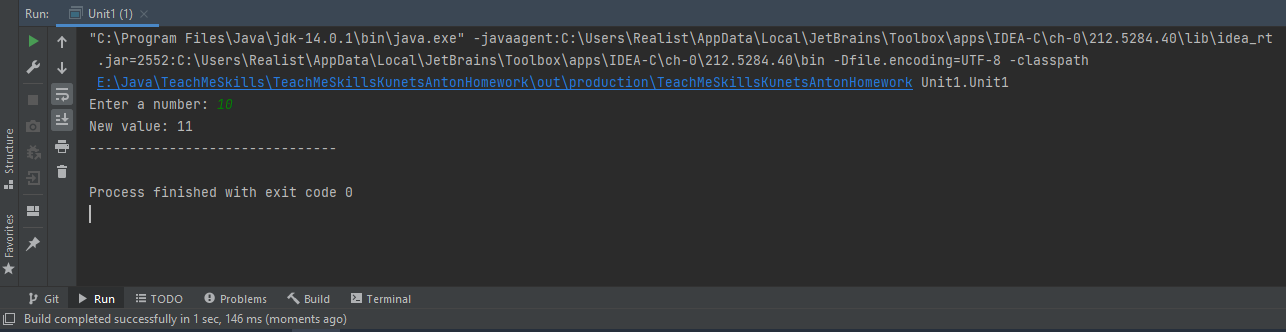 Run: Unit1 (1)
"C:\Program Files\Java\jdk-14.0.1\bin\java.exe" -javaagent:C:\Users\Realist\AppData\Local\JetBrains\Toolbox\apps\IDEA-C\ch-0\212.5284.40\lib\idea_rt
.jar=2552:C:\Users\Realist\AppData\Local\JetBrains\Toolbox\apps\IDEA-C\ch-0\212.5284.40\bin -Dfile.encoding=UTF-8 -classpath
E:\Java\TeachMeSkills\TeachMeSkillsKunetsAntonHomework\out\production\TeachMeSkillsKunetsAntonHomework Unit1.Unit1
Enter a number: 10
New value: 11
-------------------------------
Process finished with exit code 0
Structure
Favorites
Git Run TODO Problems Build Terminal
Build completed successfully in 1 sec, 146 ms (moments ago)